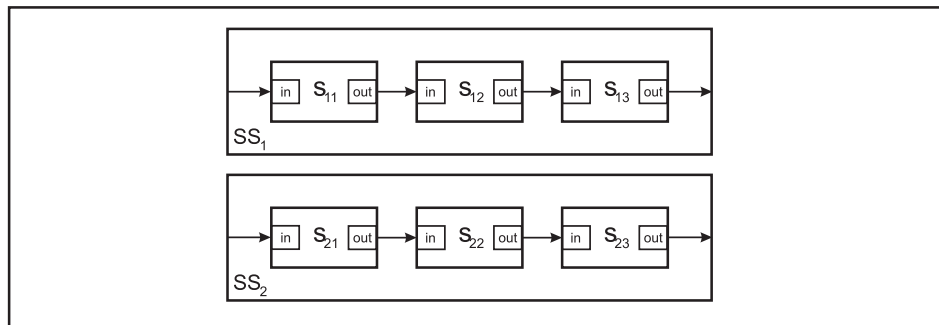 in S11 out in S12 out in S13 out
SS1
in S21 out in S22 out in S23 out
SS2